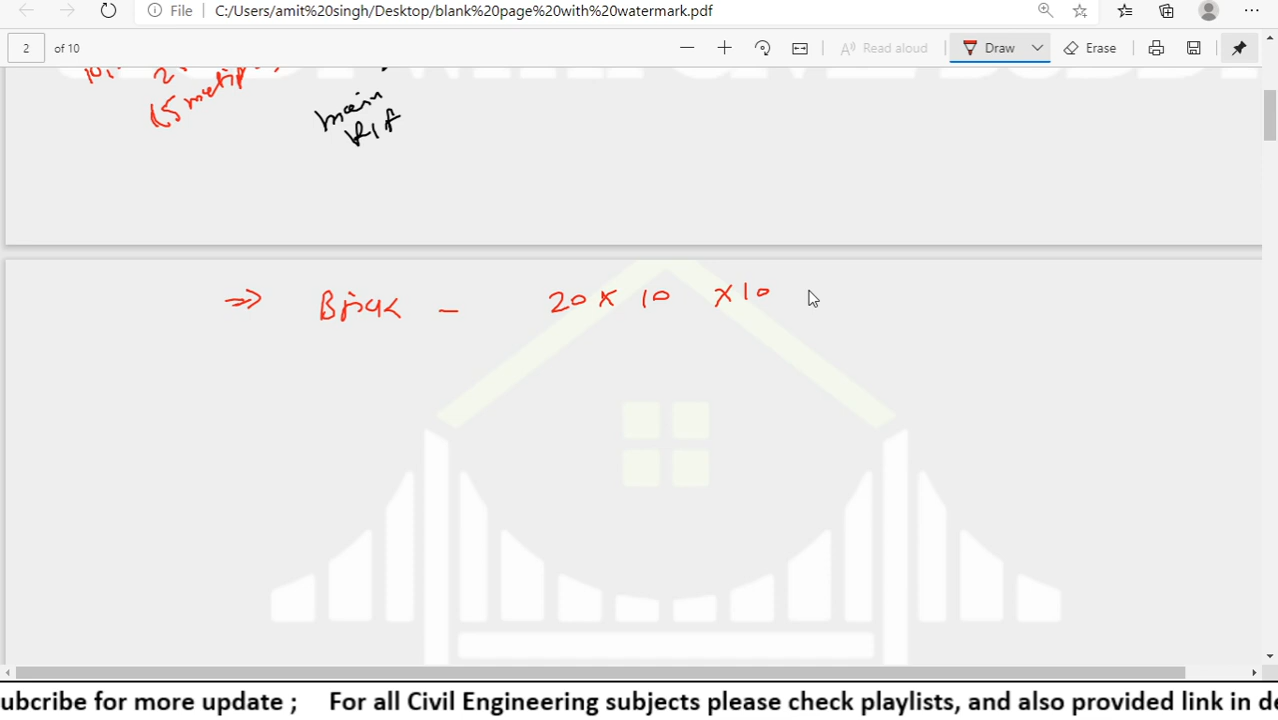 File C:/Users/amit%20singh/Desktop/blank%20page%20with%20watermark.pdf
2 of 10 Read aloud Draw Erase
15 metip
main
⇒ Brick - 20 x 10 x 10
ubcribe for more update ; For all Civil Engineering subjects please check playlists, and also provided link in de